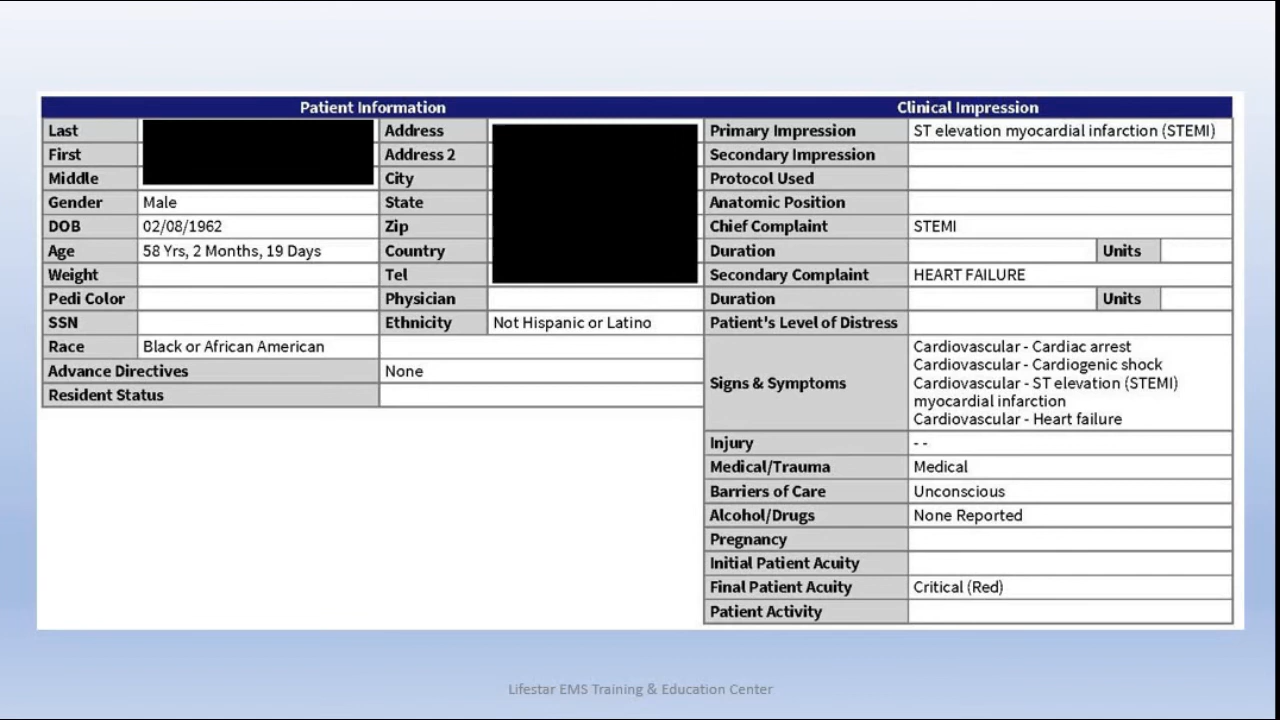 Patient Information
Last
First
Middle
Gender Male
DOB 02/08/1962
Age 58 Yrs, 2 Months, 19 Days
Weight
Pedi Color
SSN
Race Black or African American
Advance Directives None
Resident Status
Address
Address 2
City
State
Zip
Country
Tel
Physician
Ethnicity Not Hispanic or Latino
Clinical Impression
Primary Impression ST elevation myocardial infarction (STEMI)
Secondary Impression
Protocol Used
Anatomic Position
Chief Complaint STEMI
Duration Units
Secondary Complaint HEART FAILURE
Duration Units
Patient's Level of Distress
Signs & Symptoms
Cardiovascular - Cardiac arrest
Cardiovascular - Cardiogenic shock
Cardiovascular - ST elevation (STEMI)
myocardial infarction
Cardiovascular - Heart failure
Injury - -
Medical/Trauma Medical
Barriers of Care Unconscious
Alcohol/Drugs None Reported
Pregnancy
Initial Patient Acuity
Final Patient Acuity Critical (Red)
Patient Activity
Lifestar EMS Training & Education Center